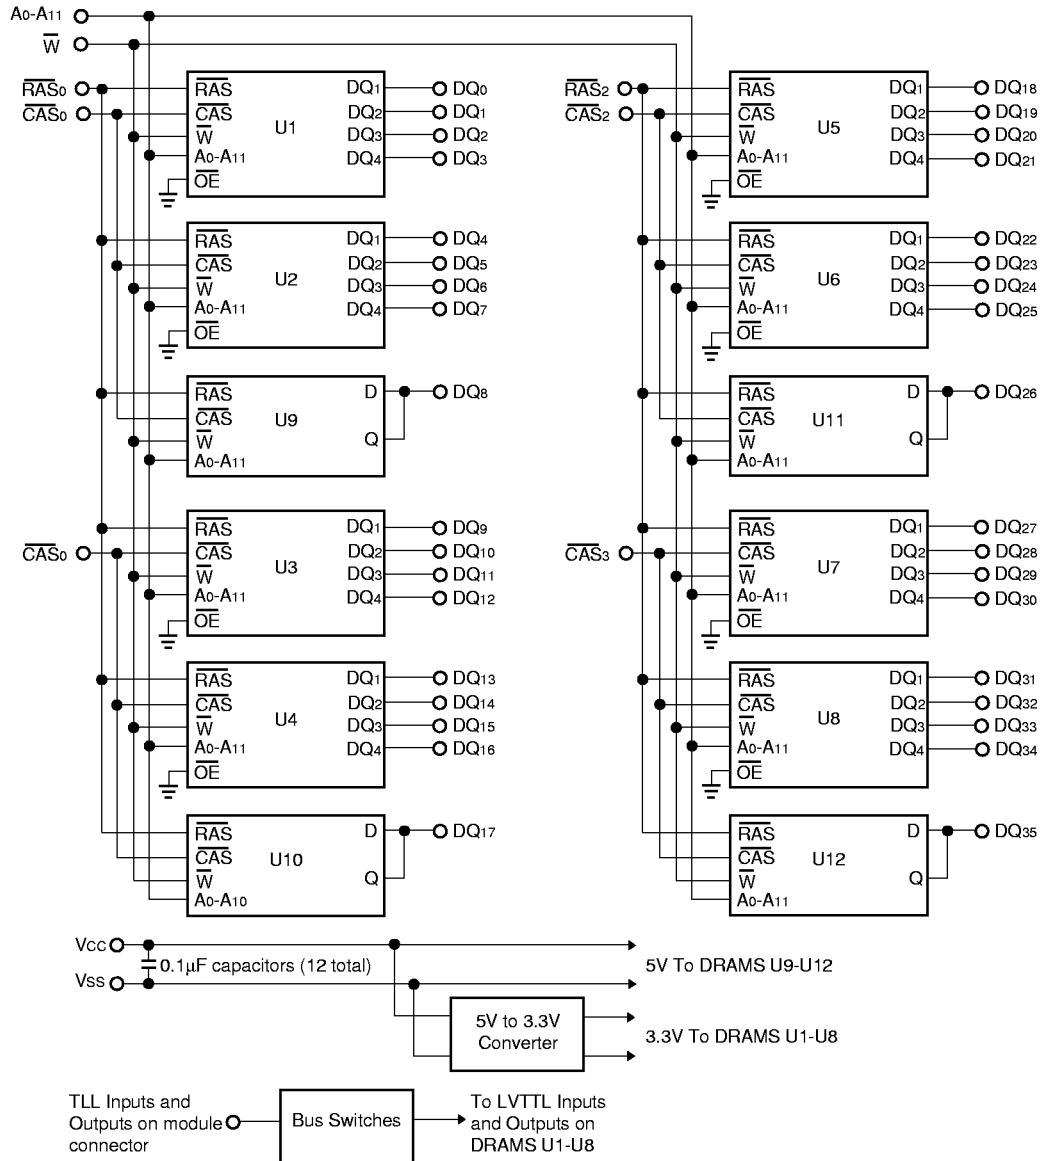 A0-A11
W
RAS0
CAS0
RAS
CAS
W
A0-A11
OE
U1
DQ1
DQ2
DQ3
DQ4
DQ0
DQ1
DQ2
DQ3
RAS
CAS
W
A0-A11
OE
U2
DQ1
DQ2
DQ3
DQ4
DQ4
DQ5
DQ6
DQ7
RAS
CAS
W
A0-A11
U9
D
Q
DQ8
CAS0
RAS
CAS
W
A0-A11
OE
U3
DQ1
DQ2
DQ3
DQ4
DQ9
DQ10
DQ11
DQ12
RAS
CAS
W
A0-A11
OE
U4
DQ1
DQ2
DQ3
DQ4
DQ13
DQ14
DQ15
DQ16
RAS
CAS
W
A0-A10
U10
D
Q
DQ17
RAS2
CAS2
RAS
CAS
W
A0-A11
OE
U5
DQ1
DQ2
DQ3
DQ4
DQ18
DQ19
DQ20
DQ21
RAS
CAS
W
A0-A11
OE
U6
DQ1
DQ2
DQ3
DQ4
DQ22
DQ23
DQ24
DQ25
RAS
CAS
W
A0-A11
U11
D
Q
DQ26
CAS3
RAS
CAS
W
A0-A11
OE
U7
DQ1
DQ2
DQ3
DQ4
DQ27
DQ28
DQ29
DQ30
RAS
CAS
W
A0-A11
OE
U8
DQ1
DQ2
DQ3
DQ4
DQ31
DQ32
DQ33
DQ34
RAS
CAS
W
A0-A11
U12
D
Q
DQ35
Vcc
0.1µF capacitors (12 total)
Vss
5V To DRAMS U9-U12
5V to 3.3V
Converter
3.3V To DRAMS U1-U8
TLL Inputs and
Outputs on module
connector
Bus Switches
To LVTTL Inputs
and Outputs on
DRAMS U1-U8